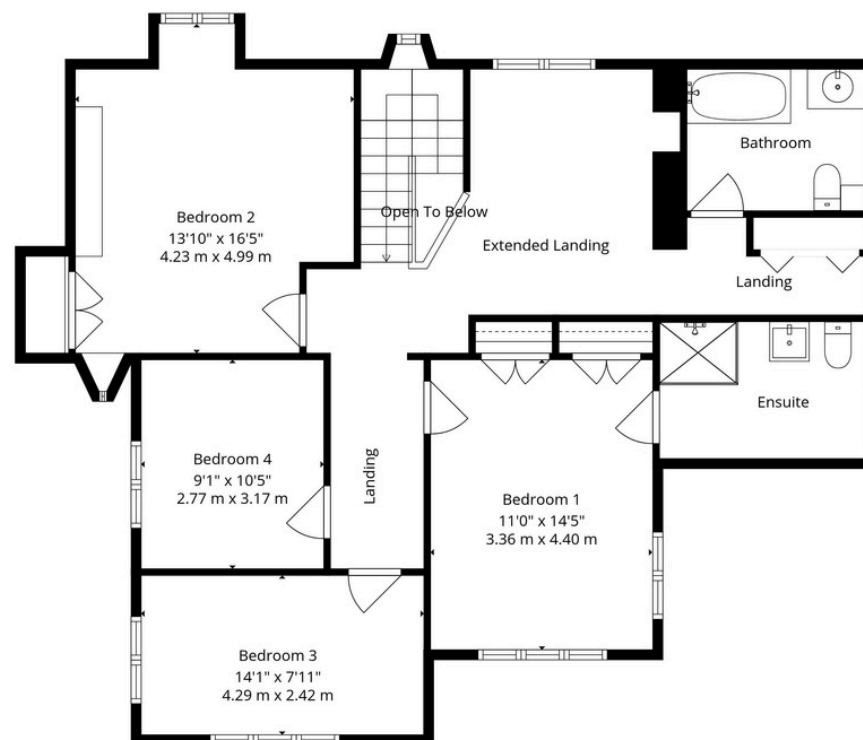 Bathroom
Bedroom 2
13'10" x 16'5"
4.23 m x 4.99 m
Open To Below
Extended Landing
Landing
Ensuite
Bedroom 4
9'1" x 10'5"
2.77 m x 3.17 m
Landing
Bedroom 1
11'0" x 14'5"
3.36 m x 4.40 m
Bedroom 3
14'1" x 7'11"
4.29 m x 2.42 m